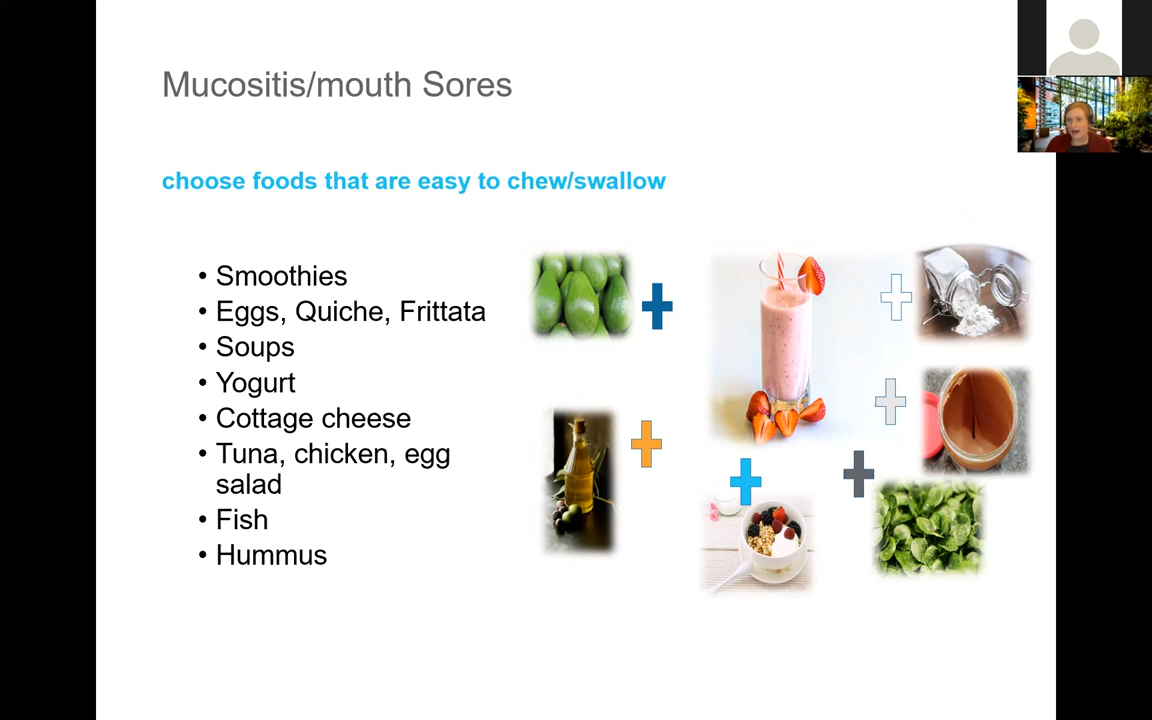 Mucositis/mouth Sores
choose foods that are easy to chew/swallow
• Smoothies
• Eggs, Quiche, Frittata
• Soups
• Yogurt
• Cottage cheese
• Tuna, chicken, egg
salad
• Fish
• Hummus